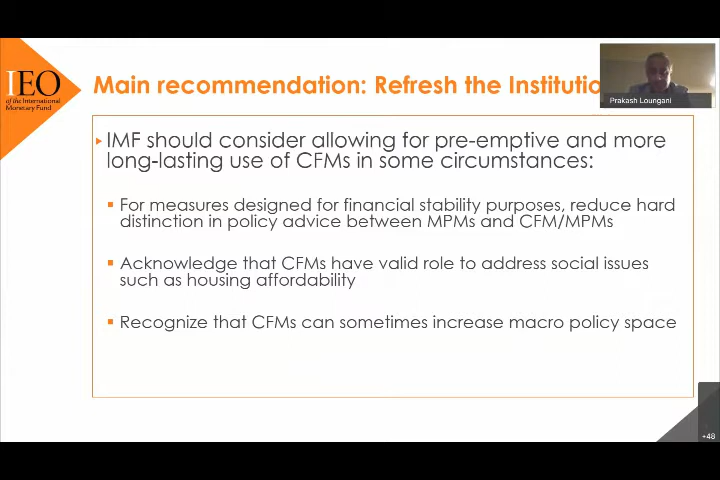 IEO
of the International
Monetary Fund
Main recommendation: Refresh the Institutio
Prakash Loungani
IMF should consider allowing for pre-emptive and more
long-lasting use of CFMs in some circumstances:
For measures designed for financial stability purposes, reduce hard
distinction in policy advice between MPMs and CFM/MPMs
Acknowledge that CFMs have valid role to address social issues
such as housing affordability
Recognize that CFMs can sometimes increase macro policy space
+48